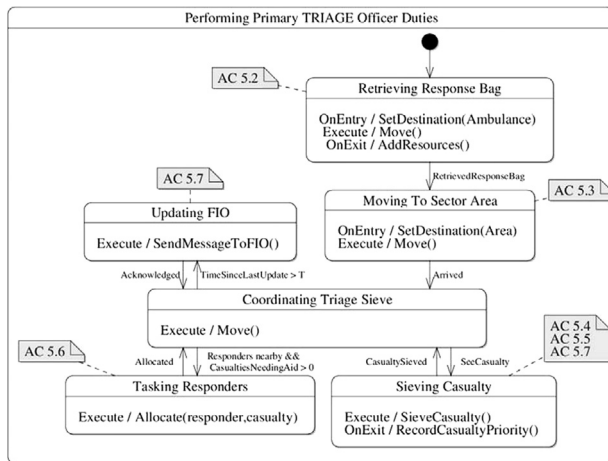 Performing Primary TRIAGE Officer Duties
AC 5.2
Retrieving Response Bag
OnEntry / SetDestination(Ambulance)
Execute / Move()
OnExit / AddResources()
RetrievedResponseBag
AC 5.7
AC 5.3
Updating FIO
Execute / SendMessageToFIO()
Moving To Sector Area
OnEntry / SetDestination(Area)
Execute / Move()
Acknowledged
TimeSinceLastUpdate > T
Arrived
Coordinating Triage Sieve
Execute / Move()
AC 5.6
Allocated
Responders nearby &&
CasualtiesNeedingAid > 0
CasualtySieved
SeeCasualty
AC 5.4
AC 5.5
AC 5.7
Tasking Responders
Execute / Allocate(responder,casualty)
Sieving Casualty
Execute / SieveCasualty()
OnExit / RecordCasualtyPriority()